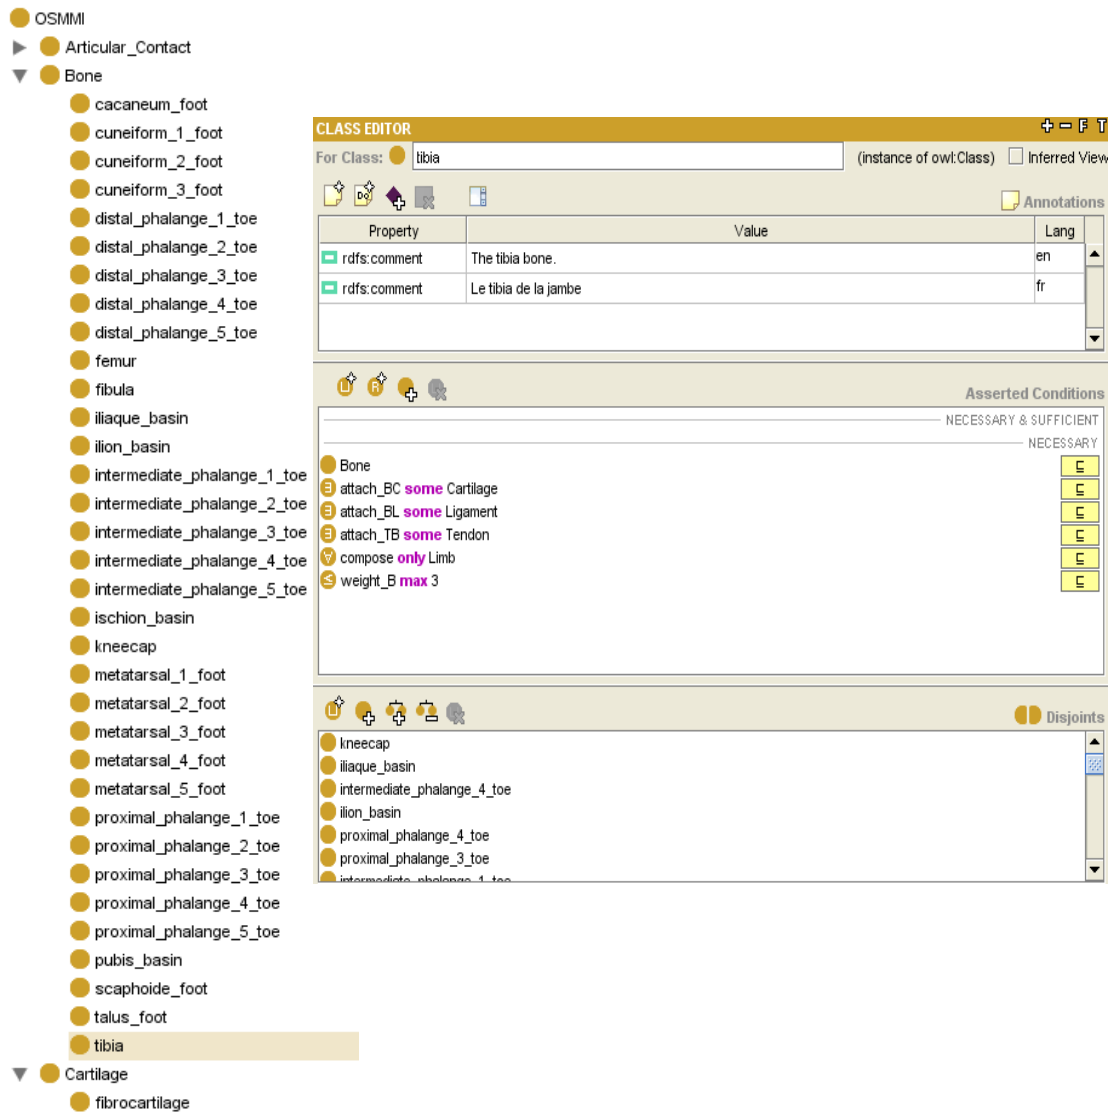 OSMMI
Articular_Contact
Bone
cacaneum_foot
cuneiform_1_foot
cuneiform_2_foot
cuneiform_3_foot
distal_phalange_1_toe
distal_phalange_2_toe
distal_phalange_3_toe
distal_phalange_4_toe
distal_phalange_5_toe
femur
fibula
iliaque_basin
ilion_basin
intermediate_phalange_1_toe
intermediate_phalange_2_toe
intermediate_phalange_3_toe
intermediate_phalange_4_toe
intermediate_phalange_5_toe
ischion_basin
kneecap
metatarsal_1_foot
metatarsal_2_foot
metatarsal_3_foot
metatarsal_4_foot
metatarsal_5_foot
proximal_phalange_1_toe
proximal_phalange_2_toe
proximal_phalange_3_toe
proximal_phalange_4_toe
proximal_phalange_5_toe
pubis_basin
scaphoide_foot
talus_foot
tibia
Cartilage
fibrocartilage
CLASS EDITOR F T
For Class: tibia (instance of owl:Class) Inferred View
Annotations
Property Value Lang
rdfs:comment The tibia bone. en
rdfs:comment Le tibia de la jambe fr
Asserted Conditions
NECESSARY & SUFFICIENT
NECESSARY
Bone ⊑
∃ attach_BC some Cartilage ⊑
∃ attach_BL some Ligament ⊑
∃ attach_TB some Tendon ⊑
∀ compose only Limb ⊑
≤ weight_B max 3 ⊑
Disjoints
kneecap
iliaque_basin
intermediate_phalange_4_toe
ilion_basin
proximal_phalange_4_toe
proximal_phalange_3_toe
intermediate_phalange_1_toe